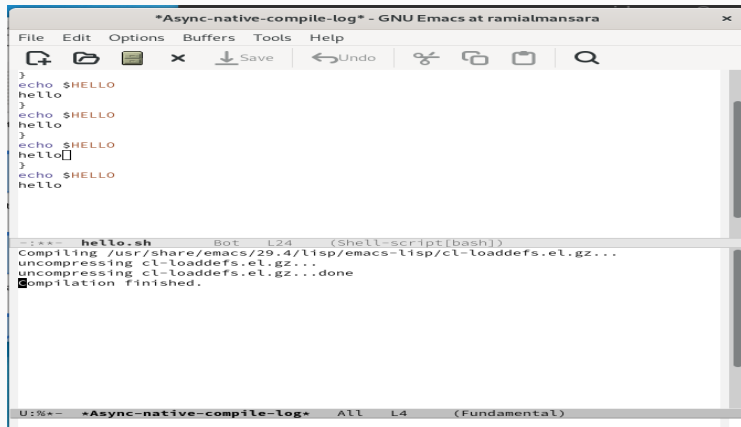 *Async-native-compile-log* - GNU Emacs at ramialmansara ×
File Edit Options Buffers Tools Help
Save Undo
}
echo $HELLO
hello
}
echo $HELLO
hello
}
echo $HELLO
hello
}
echo $HELLO
hello
-:**- hello.sh Bot L24 (Shell-script[bash])
Compiling /usr/share/emacs/29.4/lisp/emacs-lisp/cl-loaddefs.el.gz...
uncompressing cl-loaddefs.el.gz...
uncompressing cl-loaddefs.el.gz...done
Compilation finished.
U:%*- *Async-native-compile-log* All L4 (Fundamental)